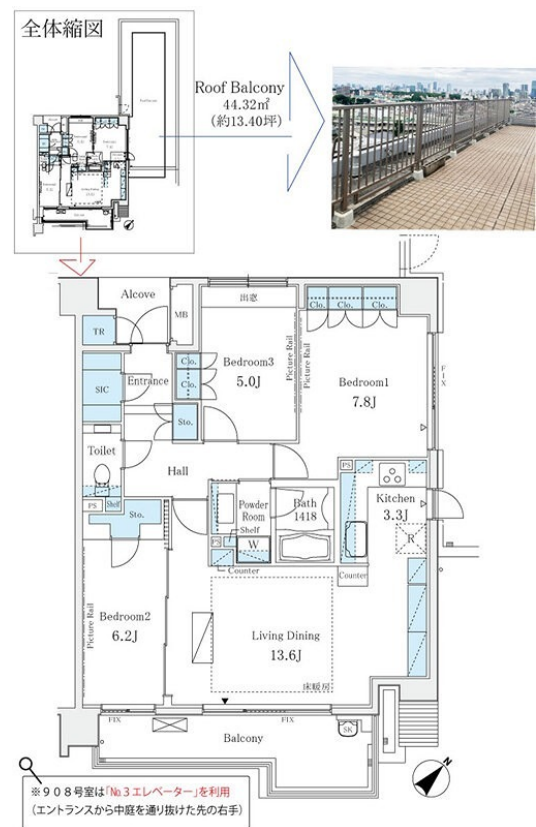 全体縮図
Roof Balcony
44.32㎡
(約13.40坪)
Alcove
MB
出窓
Clo.
Clo.
Clo.
TR
Entrance
SIC
Clo.
Clo.
Bedroom3
5.0J
Picture Rail
Picture Rail
Bedroom1
7.8J
FIX
Sto.
Toilet
Hall
PS
Shelf
Sto.
Powder
Room
Shelf
PS
W
Counter
Bath
1418
PS
Kitchen
3.3J
R
Counter
Picture Rail
Bedroom2
6.2J
Living Dining
13.6J
床暖房
FIX
FIX
Balcony
SK
N
※908号室は「№3エレベーター」を利用
(エントランスから中庭を通り抜けた先の右手)